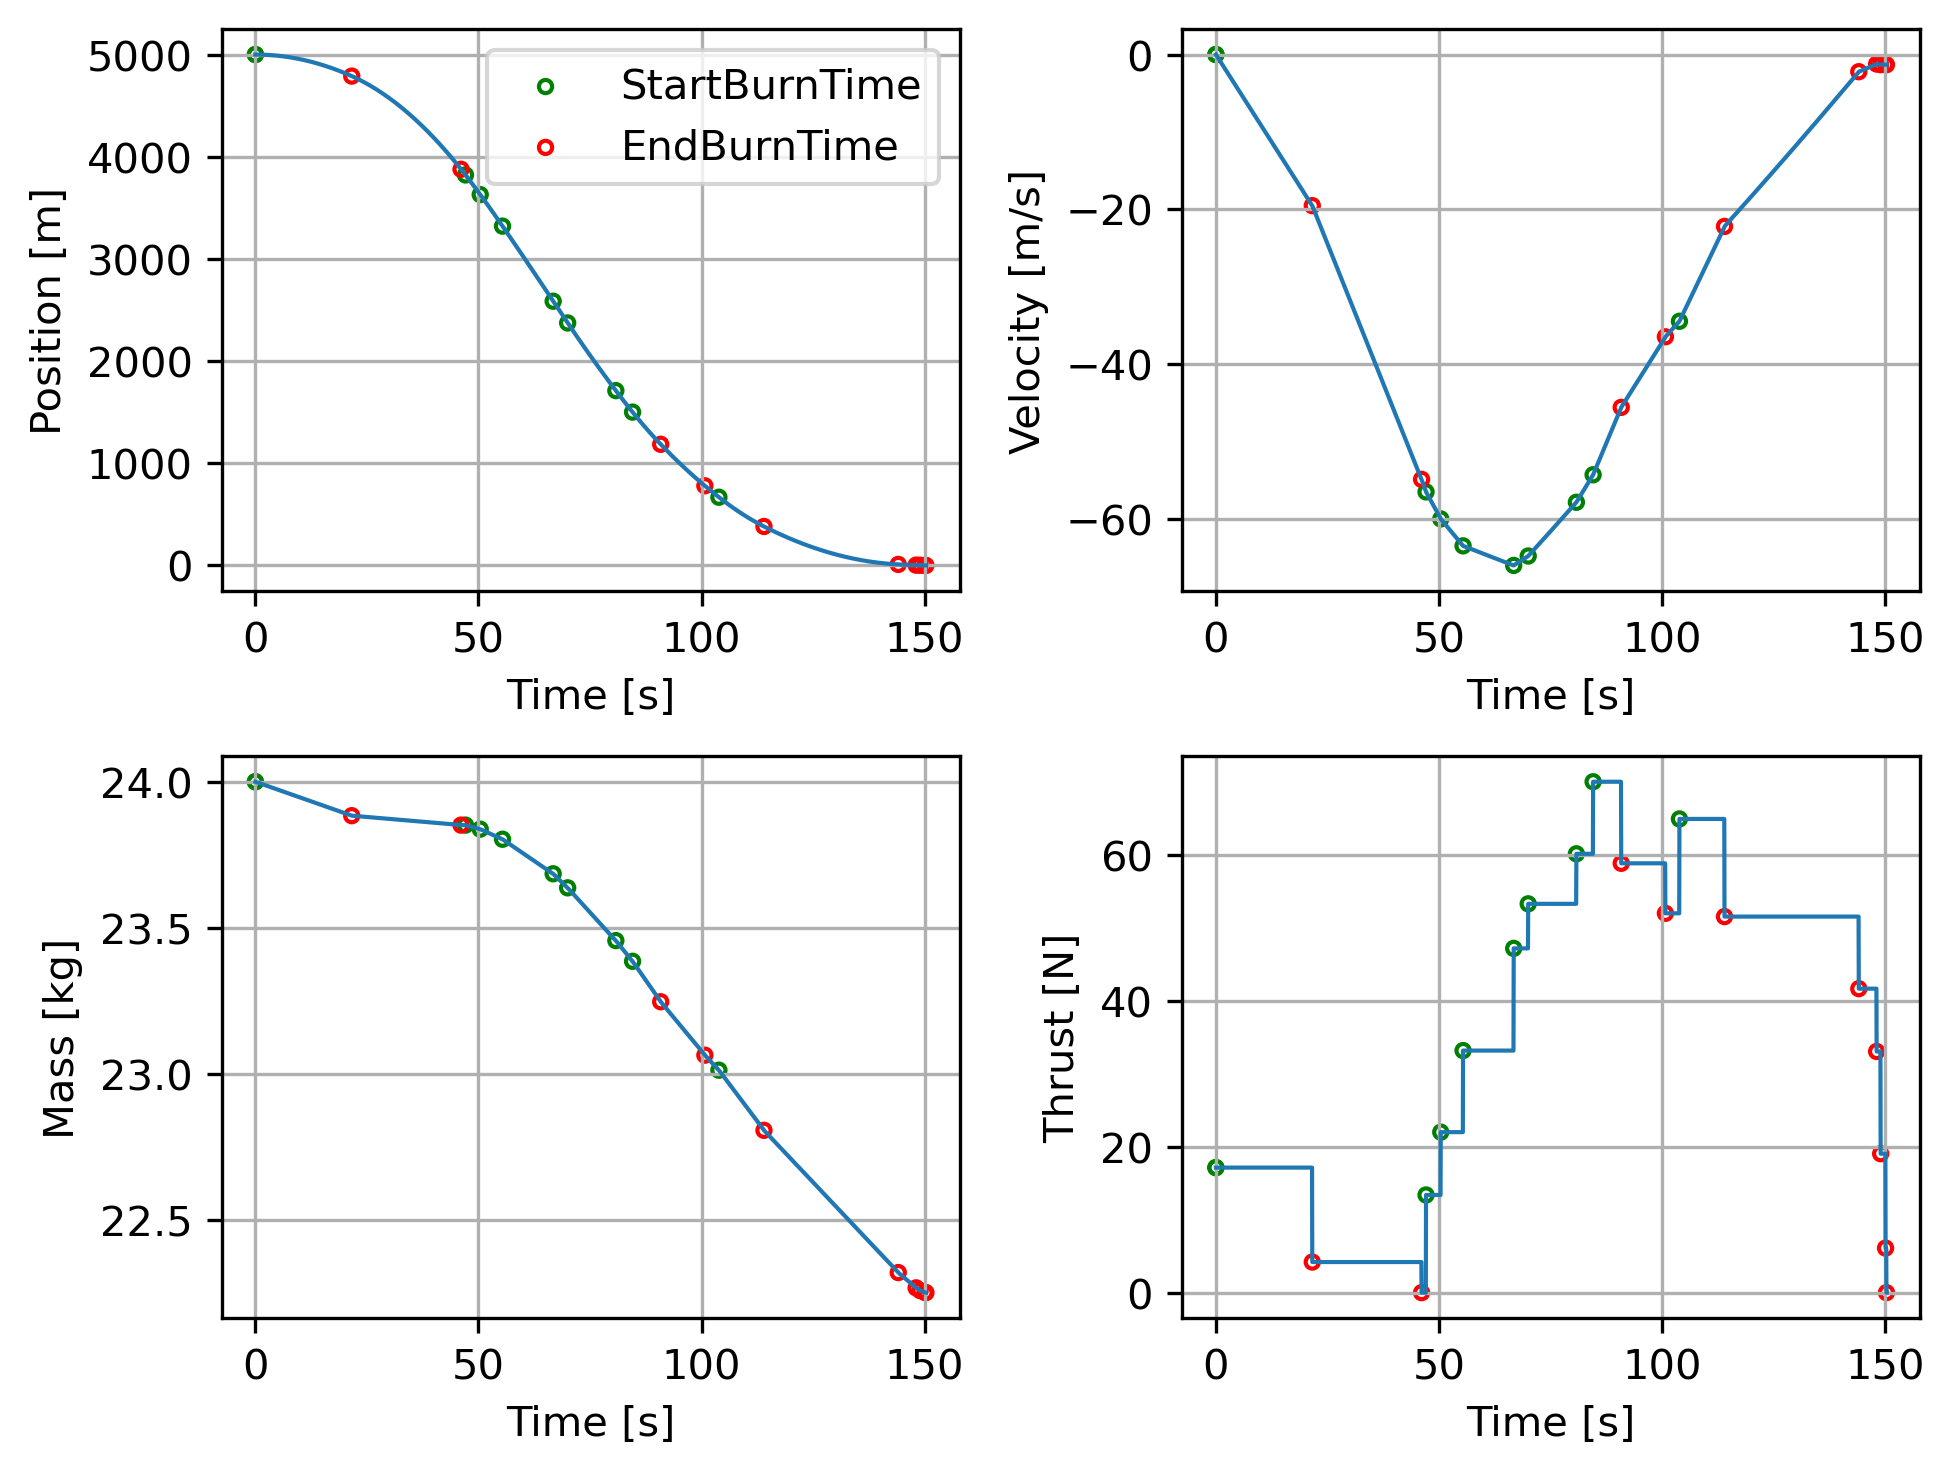 5000
4000
3000
2000
1000
0
Position [m]
StartBurnTime
EndBurnTime
0 50 100 150
Time [s]
0
−20
−40
−60
Velocity [m/s]
0 50 100 150
Time [s]
24.0
23.5
23.0
22.5
Mass [kg]
0 50 100 150
Time [s]
60
40
20
0
Thrust [N]
0 50 100 150
Time [s]